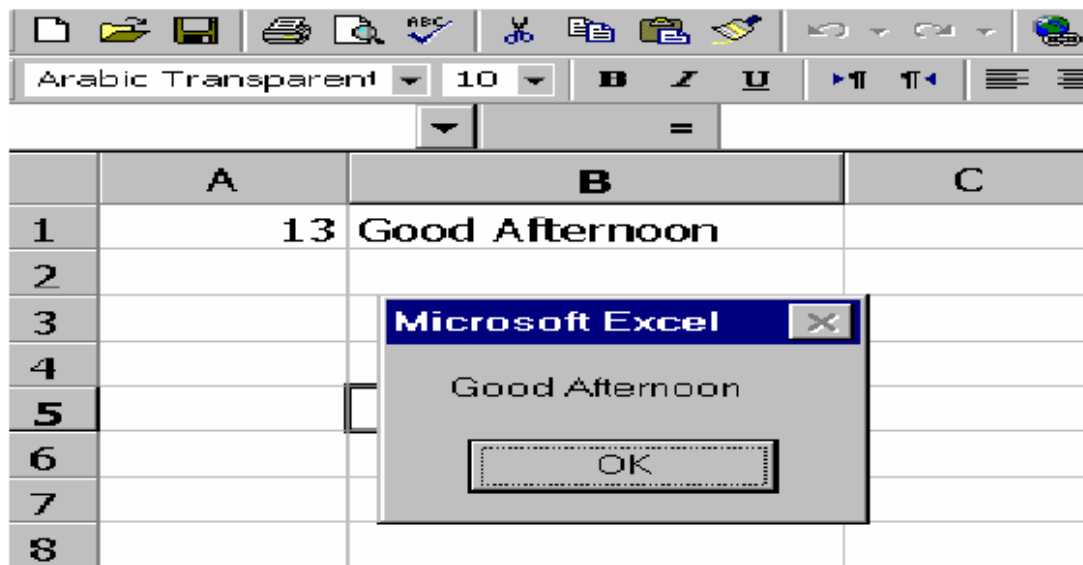 ABC
Arabic Transparent 10 B I U
=
A B C
1 13 Good Afternoon
2
3
Microsoft Excel
4
Good Afternoon
5
6
OK
7
8